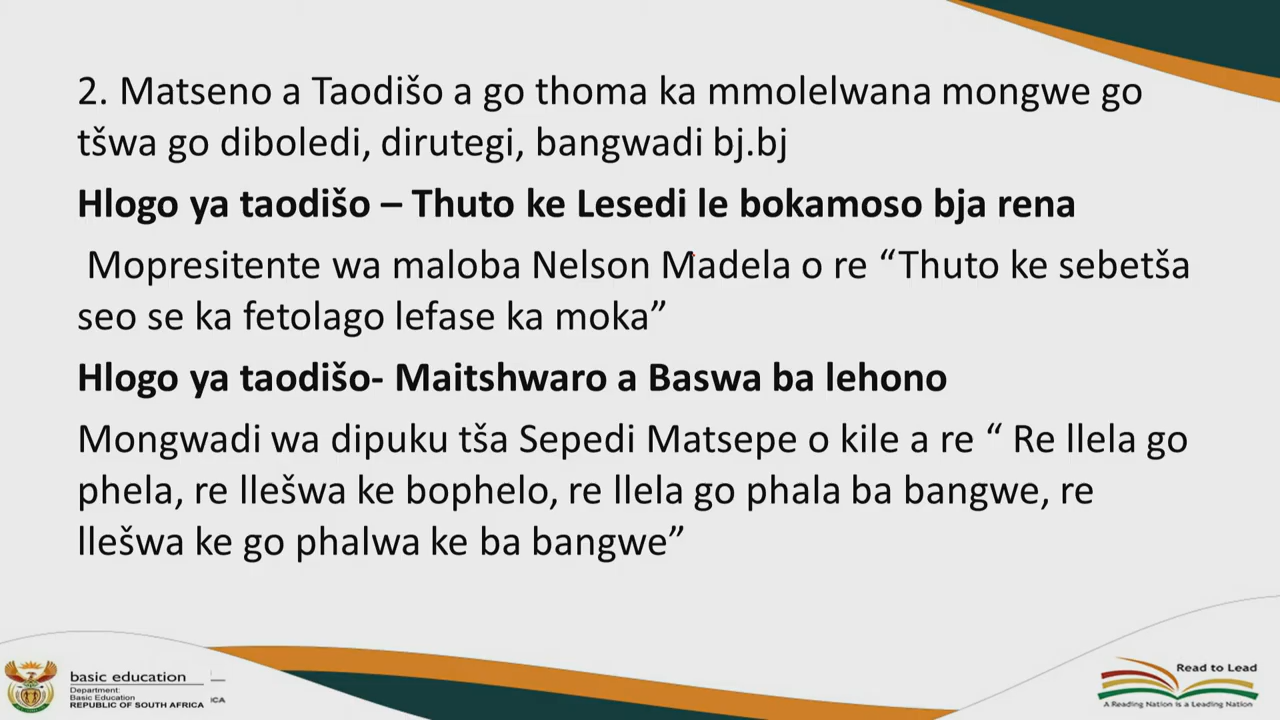 2. Matseno a Taodišo a go thoma ka mmolelwana mongwe go
tšwa go diboledi, dirutegi, bangwadi bj.bj
Hlogo ya taodišo – Thuto ke Lesedi le bokamoso bja rena
Mopresitente wa maloba Nelson Madela o re “Thuto ke sebetša
seo se ka fetolago lefase ka moka”
Hlogo ya taodišo- Maitshwaro a Baswa ba lehono
Mongwadi wa dipuku tša Sepedi Matsepe o kile a re “ Re llela go
phela, re llešwa ke bophelo, re llela go phala ba bangwe, re
llešwa ke go phalwa ke ba bangwe”
basic education
Department:
Basic Education
REPUBLIC OF SOUTH AFRICA
ICA
Read to Lead
A Reading Nation is a Leading Nation